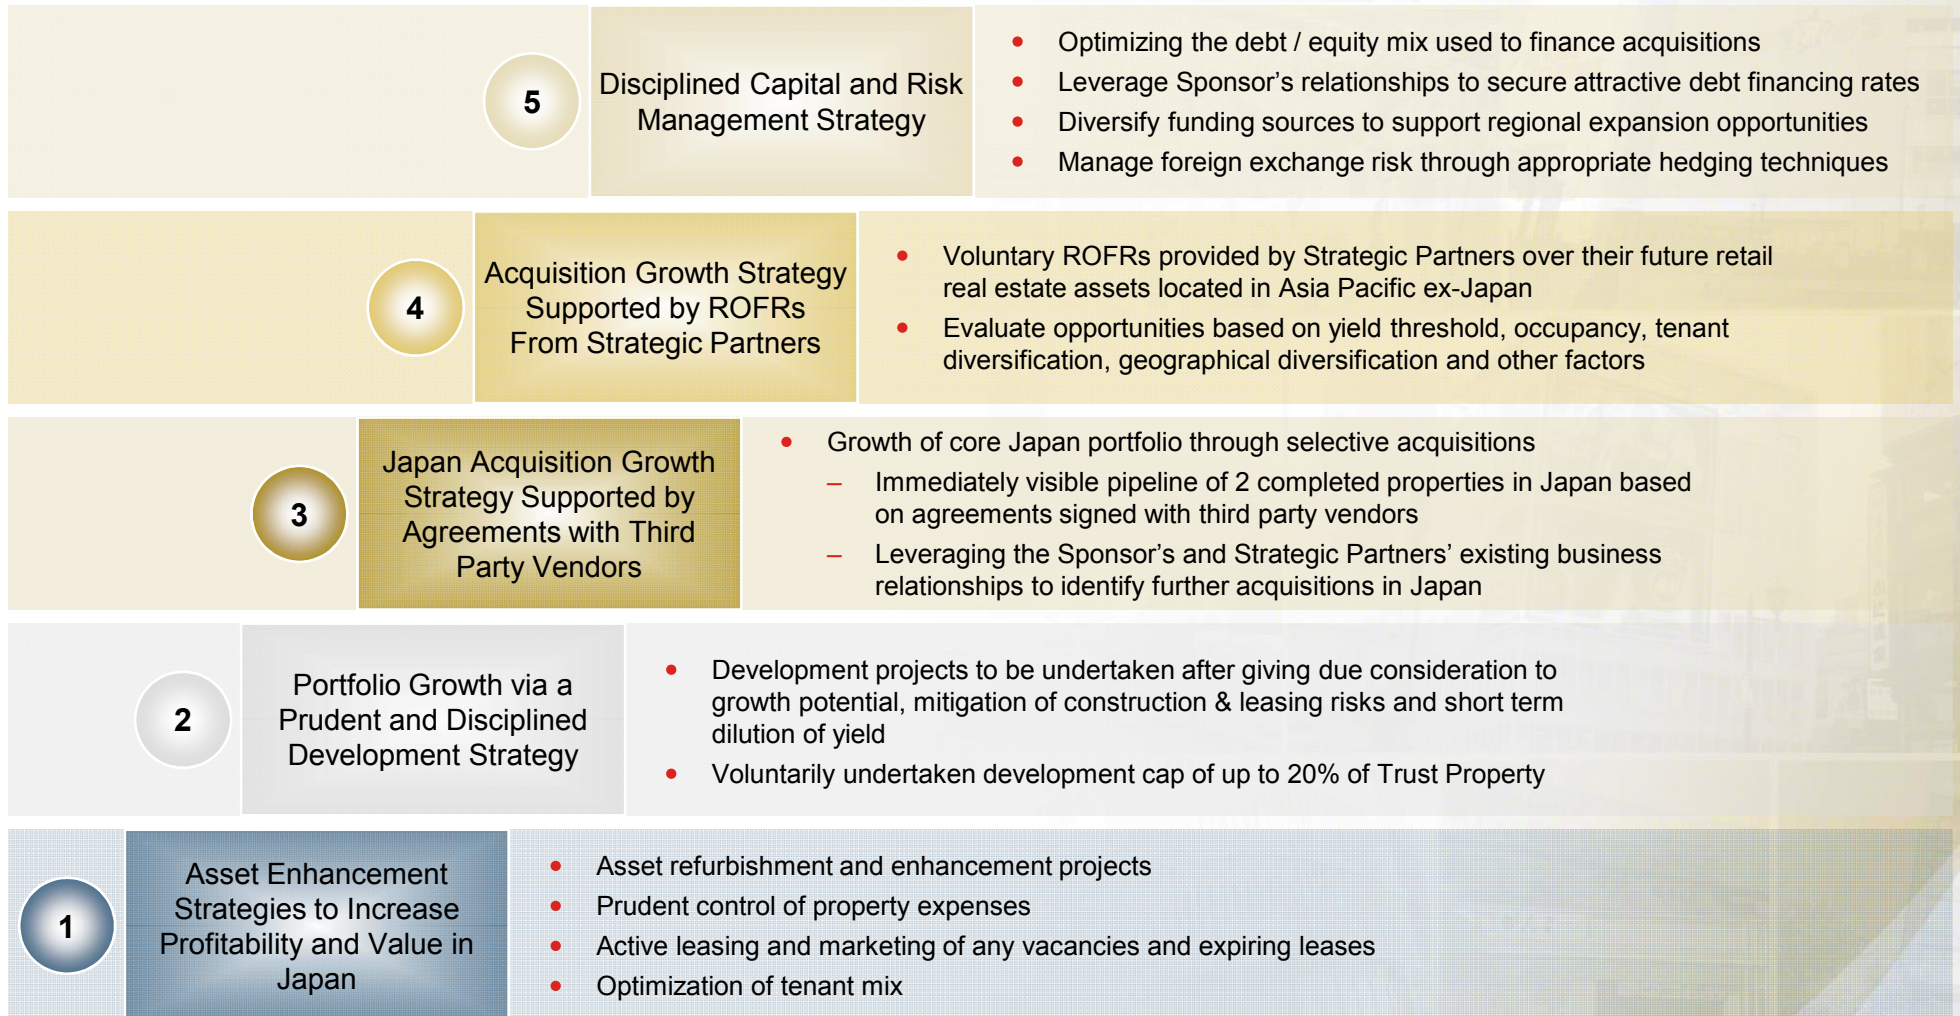 5
Disciplined Capital and Risk
Management Strategy
• Optimizing the debt / equity mix used to finance acquisitions
• Leverage Sponsor’s relationships to secure attractive debt financing rates
• Diversify funding sources to support regional expansion opportunities
• Manage foreign exchange risk through appropriate hedging techniques
4
Acquisition Growth Strategy
Supported by ROFRs
From Strategic Partners
• Voluntary ROFRs provided by Strategic Partners over their future retail
real estate assets located in Asia Pacific ex-Japan
• Evaluate opportunities based on yield threshold, occupancy, tenant
diversification, geographical diversification and other factors
3
Japan Acquisition Growth
Strategy Supported by
Agreements with Third
Party Vendors
• Growth of core Japan portfolio through selective acquisitions
– Immediately visible pipeline of 2 completed properties in Japan based
on agreements signed with third party vendors
– Leveraging the Sponsor’s and Strategic Partners’ existing business
relationships to identify further acquisitions in Japan
2
Portfolio Growth via a
Prudent and Disciplined
Development Strategy
• Development projects to be undertaken after giving due consideration to
growth potential, mitigation of construction & leasing risks and short term
dilution of yield
• Voluntarily undertaken development cap of up to 20% of Trust Property
1
Asset Enhancement
Strategies to Increase
Profitability and Value in
Japan
• Asset refurbishment and enhancement projects
• Prudent control of property expenses
• Active leasing and marketing of any vacancies and expiring leases
• Optimization of tenant mix